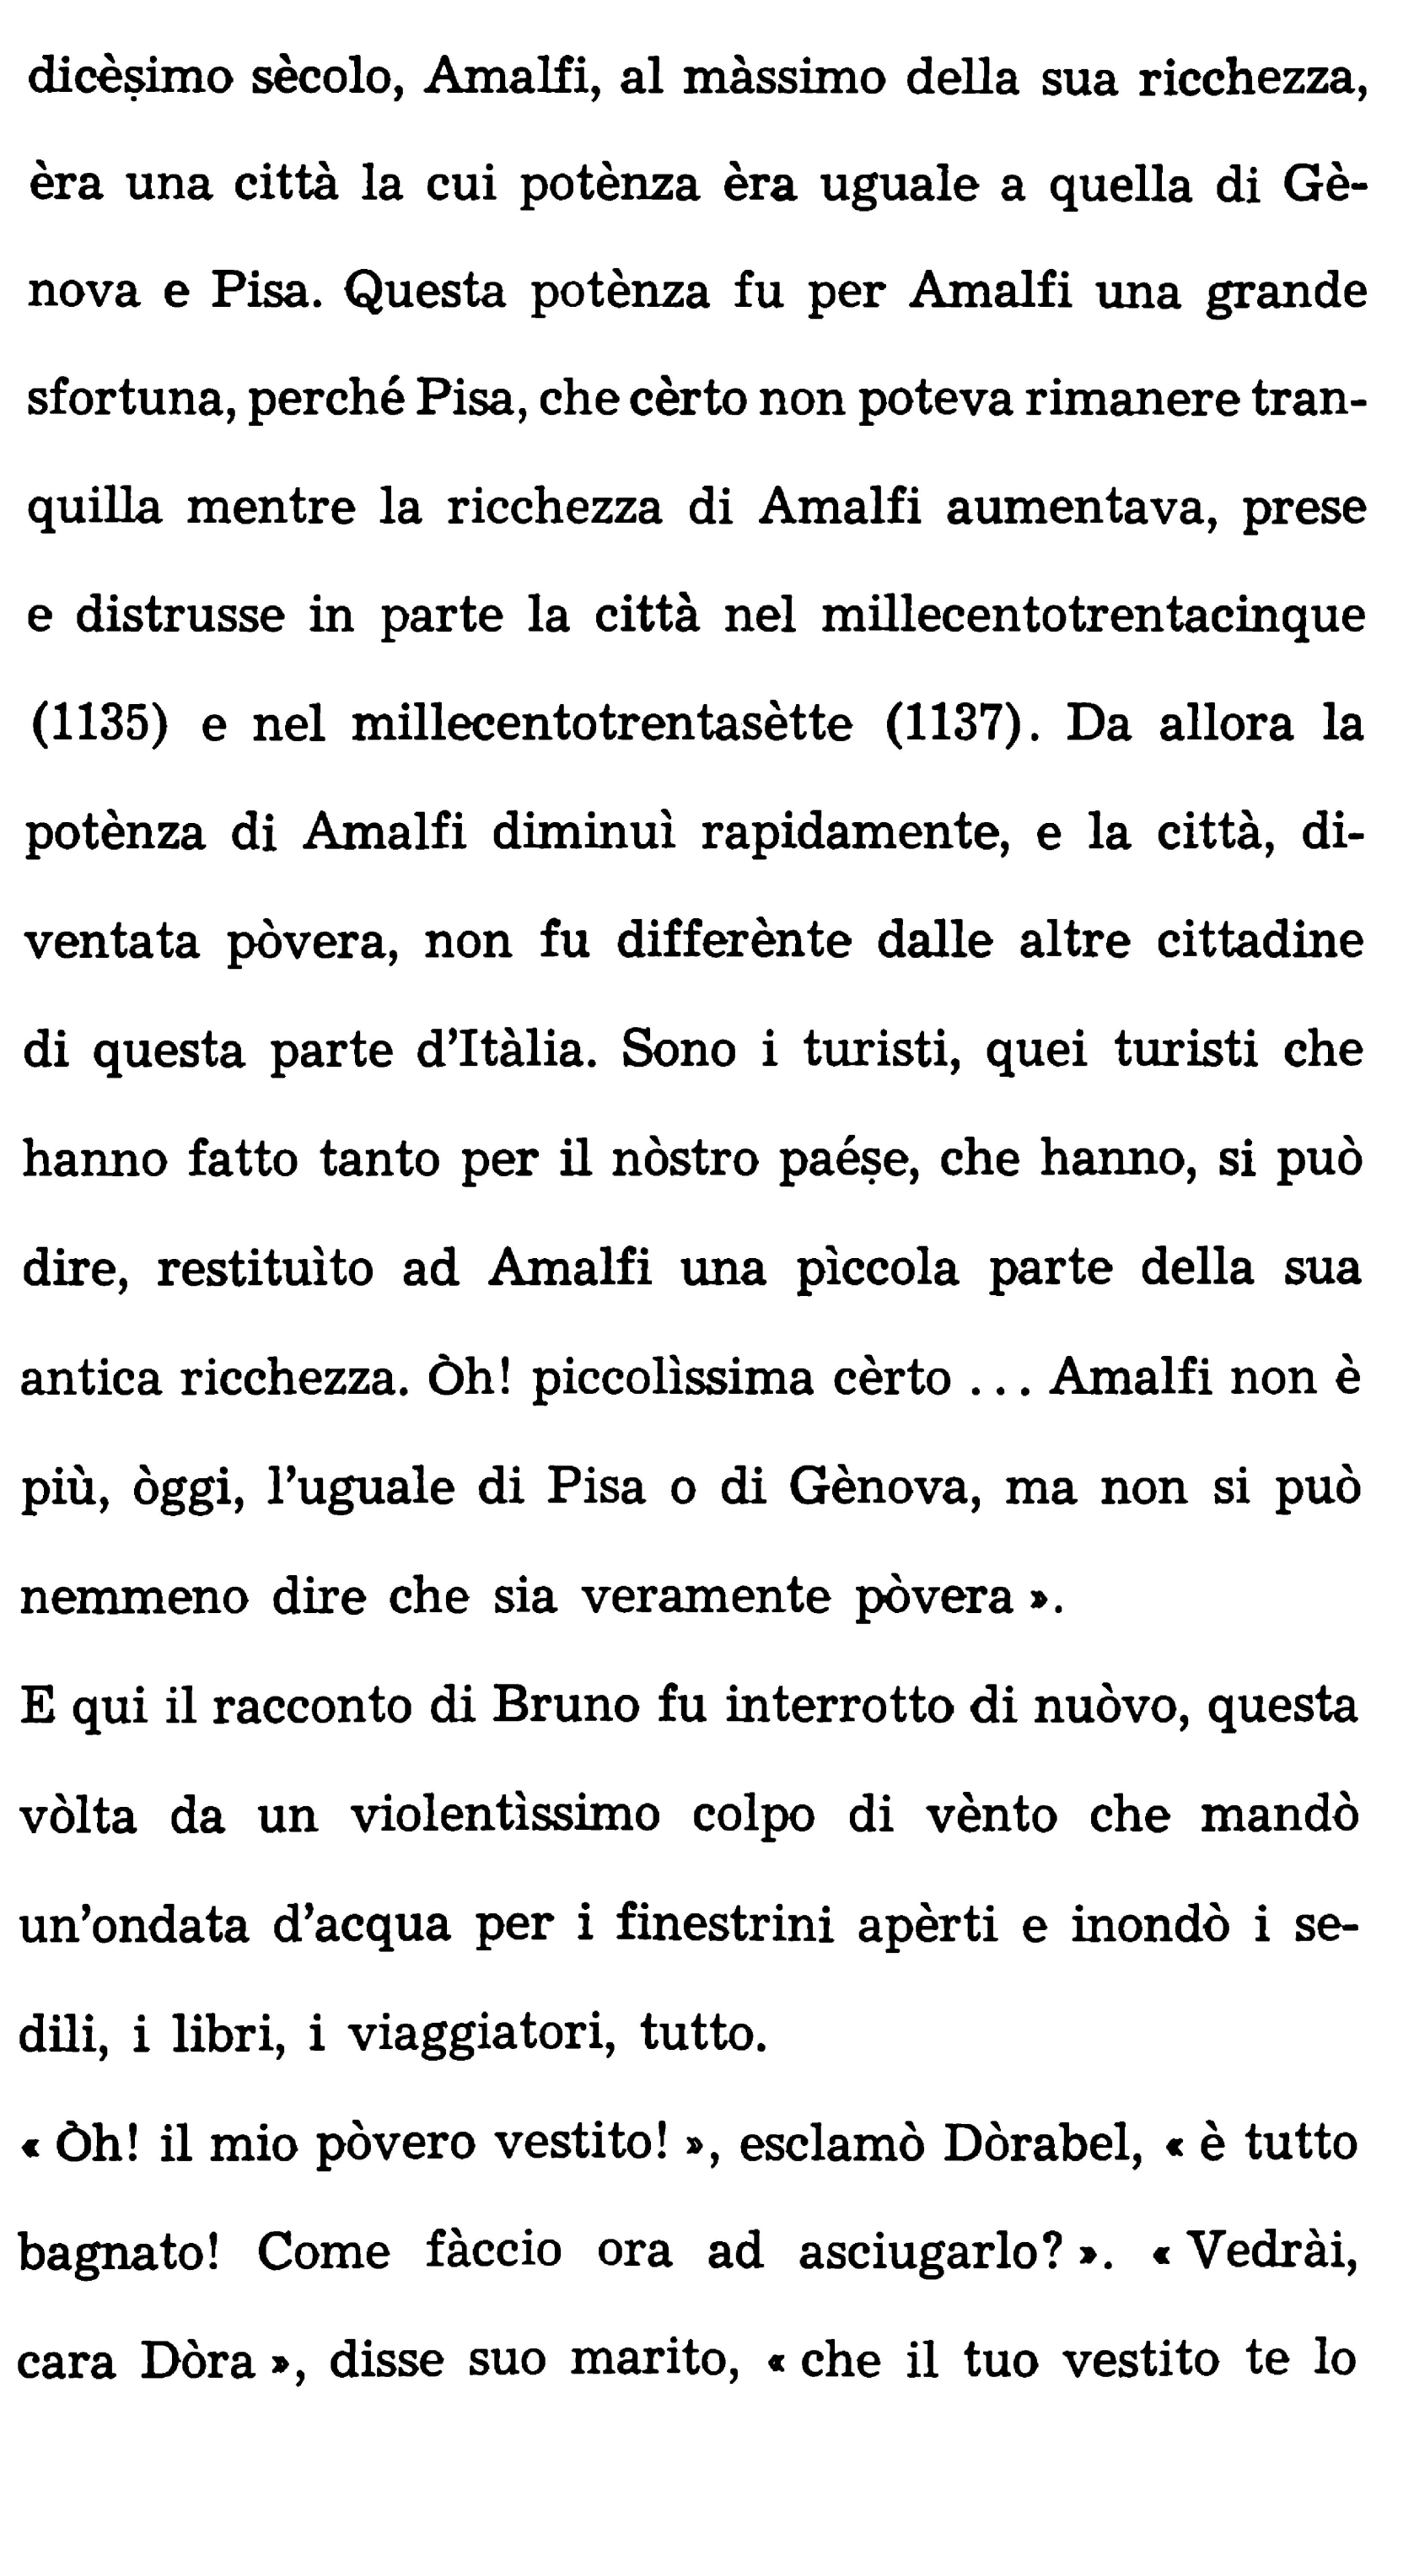 dicèṣimo sècolo, Amalfi, al màssimo della sua ricchezza,
èra una città la cui potènza èra uguale a quella di Gè-
nova e Pisa. Questa potènza fu per Amalfi una grande
sfortuna, perché Pisa, che cèrto non poteva rimanere tran-
quilla mentre la ricchezza di Amalfi aumentava, prese
e distrusse in parte la città nel millecentotrentacinque
(1135) e nel millecentotrentasètte (1137). Da allora la
potènza di Amalfi diminuì rapidamente, e la città, di-
ventata pòvera, non fu differènte dalle altre cittadine
di questa parte d'Itàlia. Sono i turisti, quei turisti che
hanno fatto tanto per il nòstro paéṣe, che hanno, si può
dire, restituìto ad Amalfi una pìccola parte della sua
antica ricchezza. Òh! piccolìssima cèrto ... Amalfi non è
più, òggi, l'uguale di Pisa o di Gènova, ma non si può
nemmeno dire che sia veramente pòvera ».
E qui il racconto di Bruno fu interrotto di nuòvo, questa
vòlta da un violentìssimo colpo di vènto che mandò
un'ondata d'acqua per i finestrini apèrti e inondò i se-
dili, i libri, i viaggiatori, tutto.
« Òh! il mio pòvero vestito! », esclamò Dòrabel, « è tutto
bagnato! Come fàccio ora ad asciugarlo? ». « Vedrài,
cara Dòra », disse suo marito, « che il tuo vestito te lo